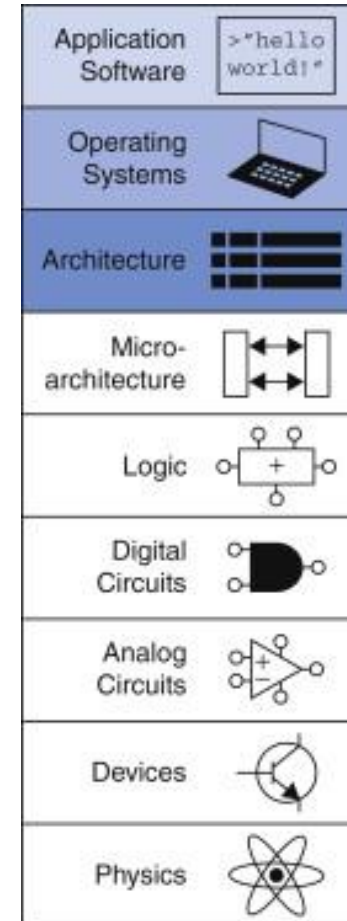 Application
Software
>"hello
world!"
Operating
Systems
Architecture
Micro-
architecture
Logic
+
Digital
Circuits
Analog
Circuits
+
−
Devices
Physics